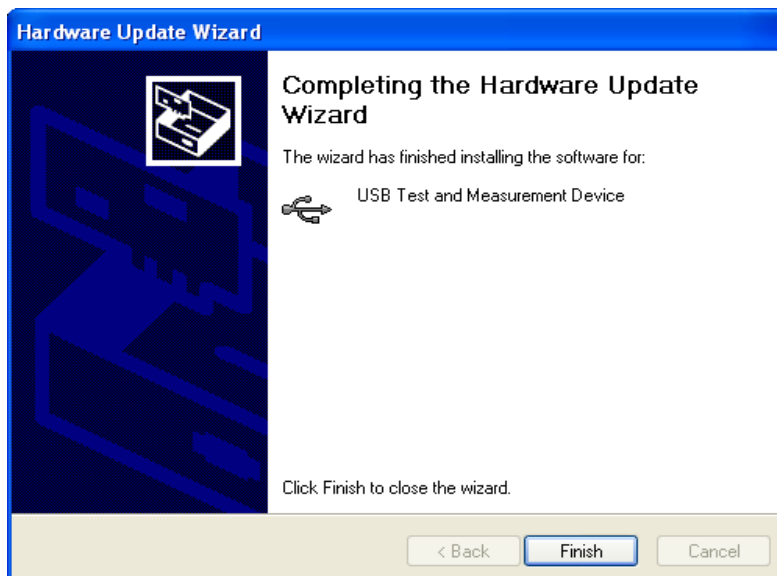 Hardware Update Wizard
Completing the Hardware Update
Wizard
The wizard has finished installing the software for:
USB Test and Measurement Device
Click Finish to close the wizard.
< Back
Finish
Cancel